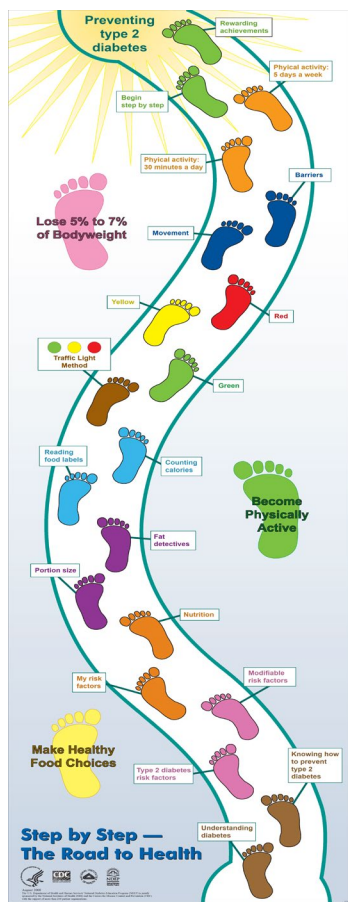 Preventing
type 2
diabetes
Rewarding
achievements
Phyical activity:
5 days a week
Begin
step by step
Phyical activity:
30 minutes a day
Barriers
Lose 5% to 7%
of Bodyweight
Movement
Yellow
Red
Traffic Light
Method
Green
Reading
food labels
Counting
calories
Become
Physically
Active
Fat
detectives
Portion size
Nutrition
My risk
factors
Modifiable
risk factors
Make Healthy
Food Choices
Type 2 diabetes
risk factors
Knowing how
to prevent
type 2
diabetes
Understanding
diabetes
Step by Step —
The Road to Health
CDC
NDEP